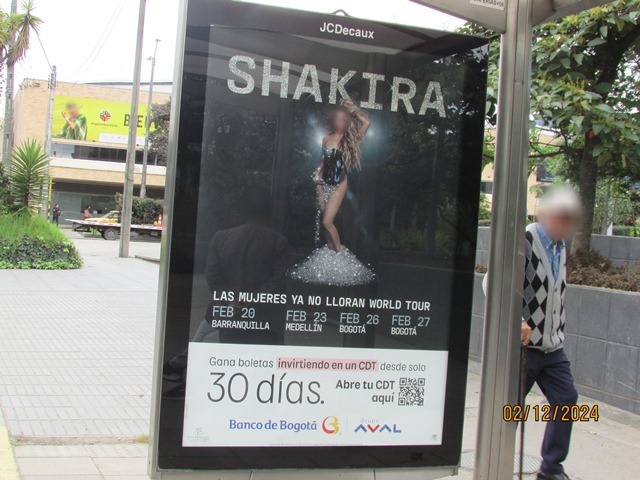 JCDecaux
SHAKIRA
LAS MUJERES YA NO LLORAN WORLD TOUR
FEB 20 FEB 23 FEB 26 FEB 27
BARRANQUILLA MEDELLÍN BOGOTÁ BOGOTÁ
Gana boletas invirtiendo en un CDT desde solo
30 días.
Abre tu CDT
aquí
Banco de Bogotá
Grupo
AVAL
02/12/2024